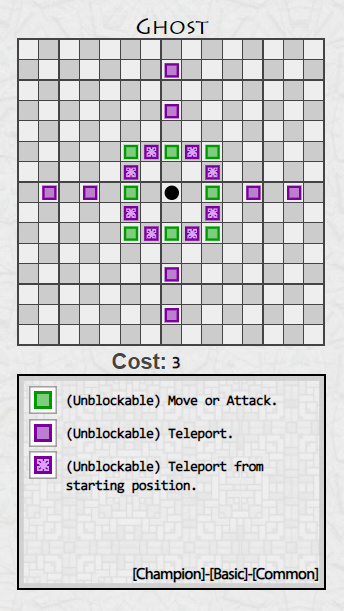 GHOST
Cost: 3
(Unblockable) Move or Attack.
(Unblockable) Teleport.
(Unblockable) Teleport from
starting position.
[Champion]-[Basic]-[Common]